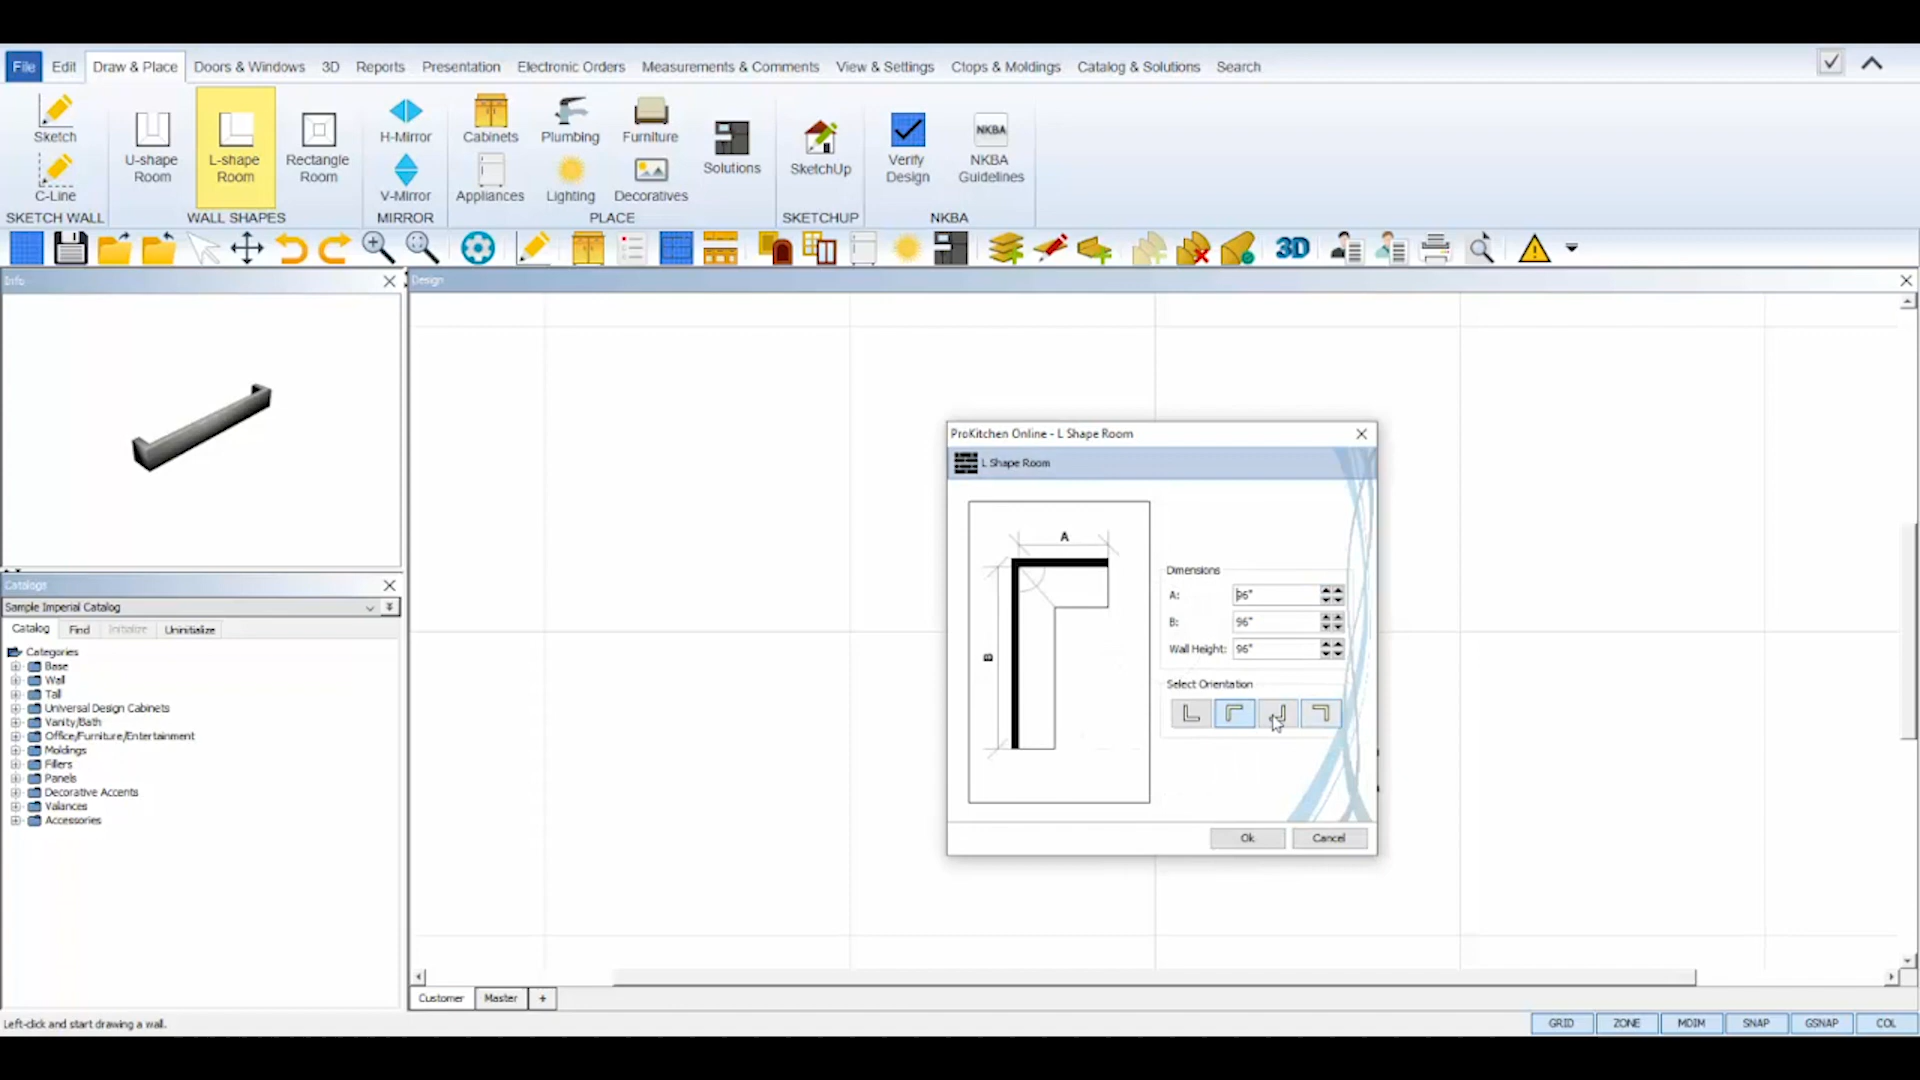 File Edit Draw & Place Doors & Windows 3D Reports Presentation Electronic Orders Measurements & Comments View & Settings Ctops & Moldings Catalog & Solutions Search
Sketch
C-Line
SKETCH WALL
U-shape Room
L-shape Room
Rectangle Room
WALL SHAPES
H-Mirror
V-Mirror
MIRROR
Cabinets
Plumbing
Furniture
Appliances
Lighting
Decoratives
Solutions
PLACE
SketchUp
SKETCHUP
Verify Design
NKBA
NKBA Guidelines
NKBA
3D
Info
Design
Catalogs
Sample Imperial Catalog
Catalog Find Initialize Uninitialize
Categories
Base
Wall
Tall
Universal Design Cabinets
Vanity/Bath
Office/Furniture/Entertainment
Moldings
Fillers
Panels
Decorative Accents
Valances
Accessories
ProKitchen Online - L Shape Room
L Shape Room
A
B
Dimensions
A: 96"
B: 96"
Wall Height: 96"
Select Orientation
Ok Cancel
Customer Master +
Left-click and start drawing a wall.
GRID ZONE MDIM SNAP GSNAP COL